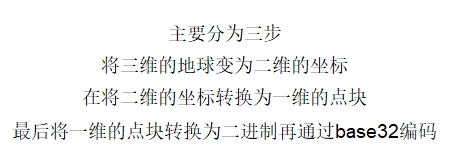 主要分为三步
将三维的地球变为二维的坐标
在将二维的坐标转换为一维的点块
最后将一维的点块转换为二进制再通过base32编码